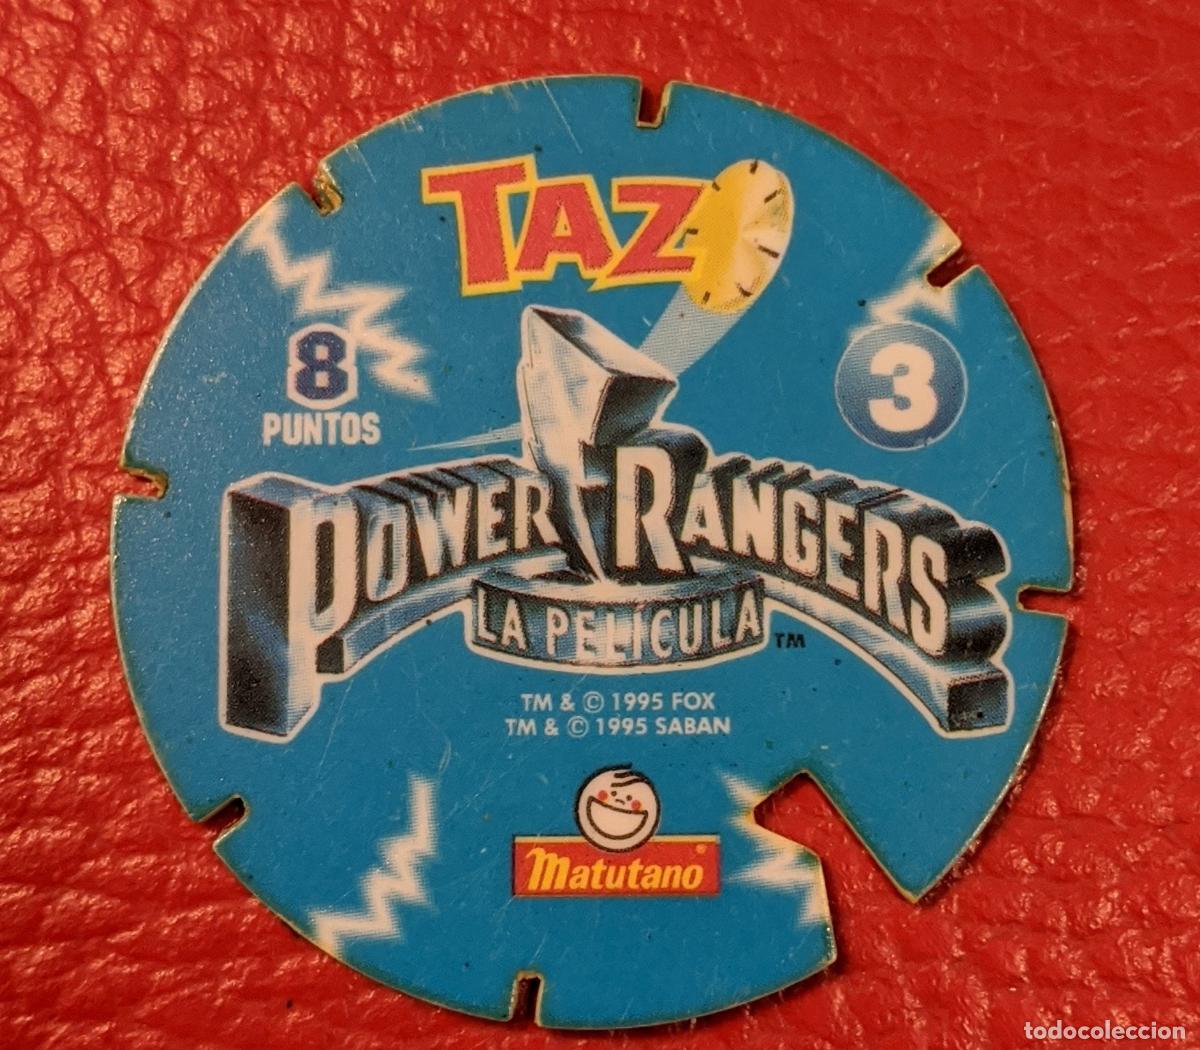 TAZO
8
PUNTOS
3
POWER RANGERS
LA PELICULA TM
TM & © 1995 FOX
TM & © 1995 SABAN
Matutano®
todocoleccion